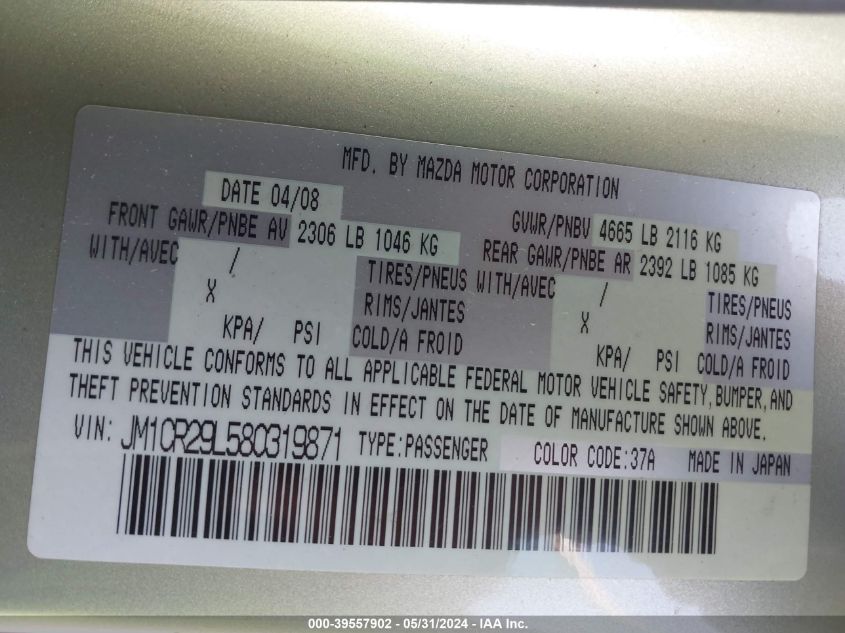 MFD. BY MAZDA MOTOR CORPORATION
DATE 04/08
GVWR/PNBV 4665 LB 2116 KG
FRONT GAWR/PNBE AV 2306 LB 1046 KG
REAR GAWR/PNBE AR 2392 LB 1085 KG
WITH/AVEC / TIRES/PNEUS WITH/AVEC / TIRES/PNEUS
X RIMS/JANTES X RIMS/JANTES
KPA/ PSI COLD/A FROID KPA/ PSI COLD/A FROID
THIS VEHICLE CONFORMS TO ALL APPLICABLE FEDERAL MOTOR VEHICLE SAFETY, BUMPER, AND
THEFT PREVENTION STANDARDS IN EFFECT ON THE DATE OF MANUFACTURE SHOWN ABOVE.
VIN: JM1CR29L580319871 TYPE:PASSENGER COLOR CODE:37A MADE IN JAPAN
000-39557902 - 05/31/2024 - IAA Inc.